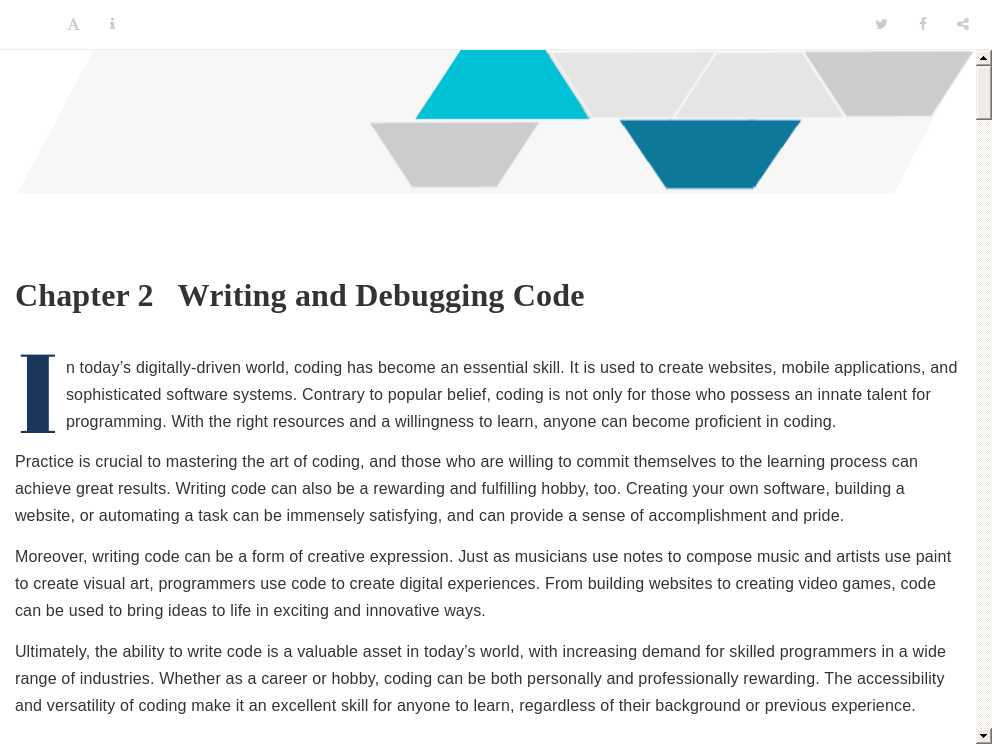 Chapter 2 Writing and Debugging Code
In today’s digitally-driven world, coding has become an essential skill. It is used to create websites, mobile applications, and
sophisticated software systems. Contrary to popular belief, coding is not only for those who possess an innate talent for
programming. With the right resources and a willingness to learn, anyone can become proficient in coding.
Practice is crucial to mastering the art of coding, and those who are willing to commit themselves to the learning process can
achieve great results. Writing code can also be a rewarding and fulfilling hobby, too. Creating your own software, building a
website, or automating a task can be immensely satisfying, and can provide a sense of accomplishment and pride.
Moreover, writing code can be a form of creative expression. Just as musicians use notes to compose music and artists use paint
to create visual art, programmers use code to create digital experiences. From building websites to creating video games, code
can be used to bring ideas to life in exciting and innovative ways.
Ultimately, the ability to write code is a valuable asset in today’s world, with increasing demand for skilled programmers in a wide
range of industries. Whether as a career or hobby, coding can be both personally and professionally rewarding. The accessibility
and versatility of coding make it an excellent skill for anyone to learn, regardless of their background or previous experience.